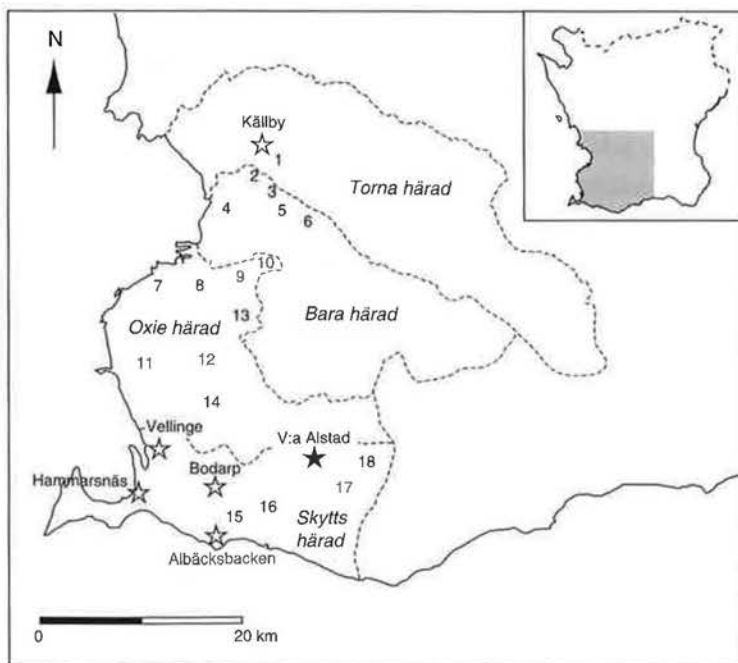 N
Källby
1
2
3
Torna härad
4
5
6
10
9
7
8
13
Bara härad
Oxie härad
11
12
14
Vellinge
V:a Alstad
18
Bodarp
Hammarsnäs
17
16
15
Skytts
härad
Albäcksbacken
0
20 km